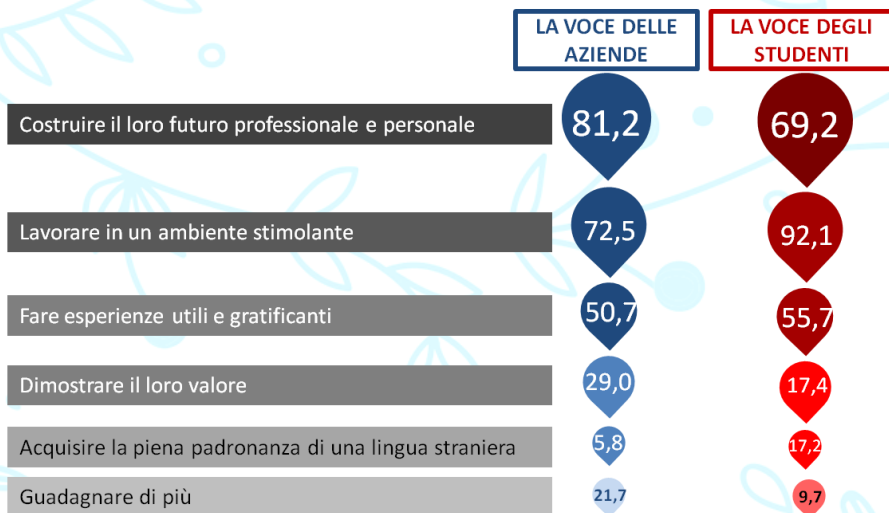 LA VOCE DELLE
AZIENDE
LA VOCE DEGLI
STUDENTI
Costruire il loro futuro professionale e personale
81,2
69,2
Lavorare in un ambiente stimolante
72,5
92,1
Fare esperienze utili e gratificanti
50,7
55,7
Dimostrare il loro valore
29,0
17,4
Acquisire la piena padronanza di una lingua straniera
5,8
17,2
Guadagnare di più
21,7
9,7